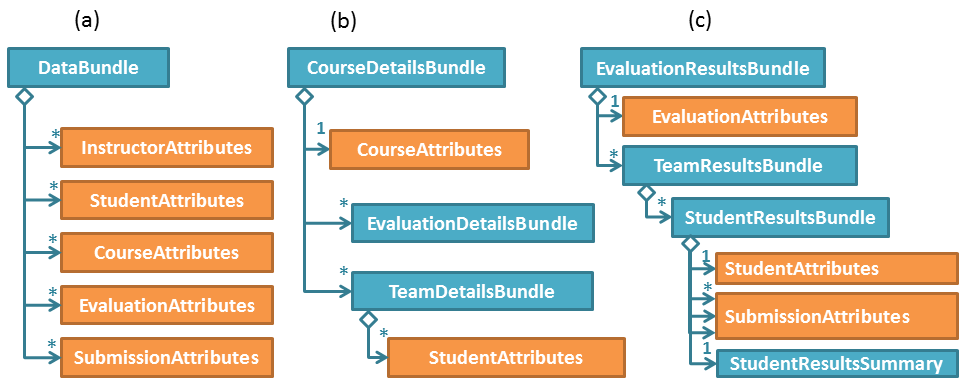 (a)
DataBundle
*
InstructorAttributes
*
StudentAttributes
*
CourseAttributes
*
EvaluationAttributes
*
SubmissionAttributes
(b)
CourseDetailsBundle
1
CourseAttributes
*
EvaluationDetailsBundle
*
TeamDetailsBundle
*
StudentAttributes
(c)
EvaluationResultsBundle
1
EvaluationAttributes
*
TeamResultsBundle
*
StudentResultsBundle
1
StudentAttributes
*
SubmissionAttributes
1
StudentResultsSummary